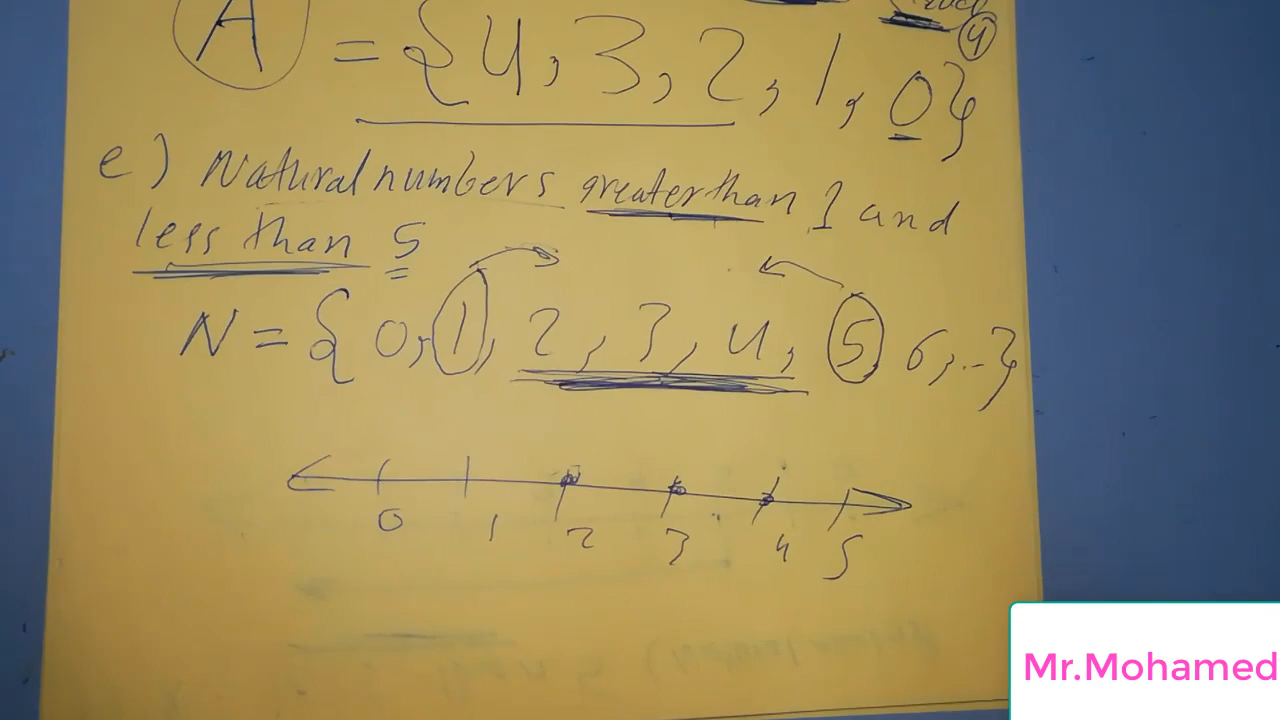 4
A = {4, 3, 2, 1, 0}
e) Natural numbers greater than 1 and
less than 5
N = {0, 1, 2, 3, 4, 5 6, ..}
0 1 2 3 4 5
Mr.Mohamed